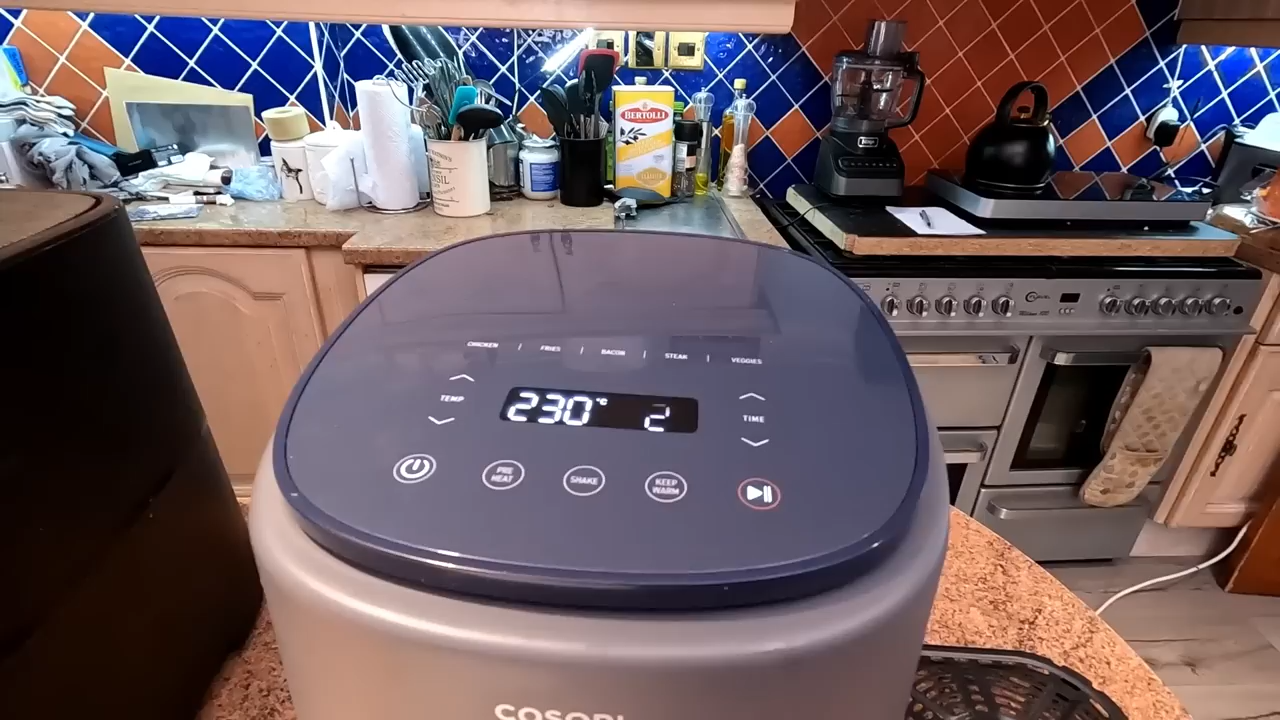 BERTOLLI
CHICKEN | FRIES | BACON | STEAK | VEGGIES
TEMP
230°C 2
TIME
PRE
HEAT
SHAKE
KEEP
WARM
COSORI